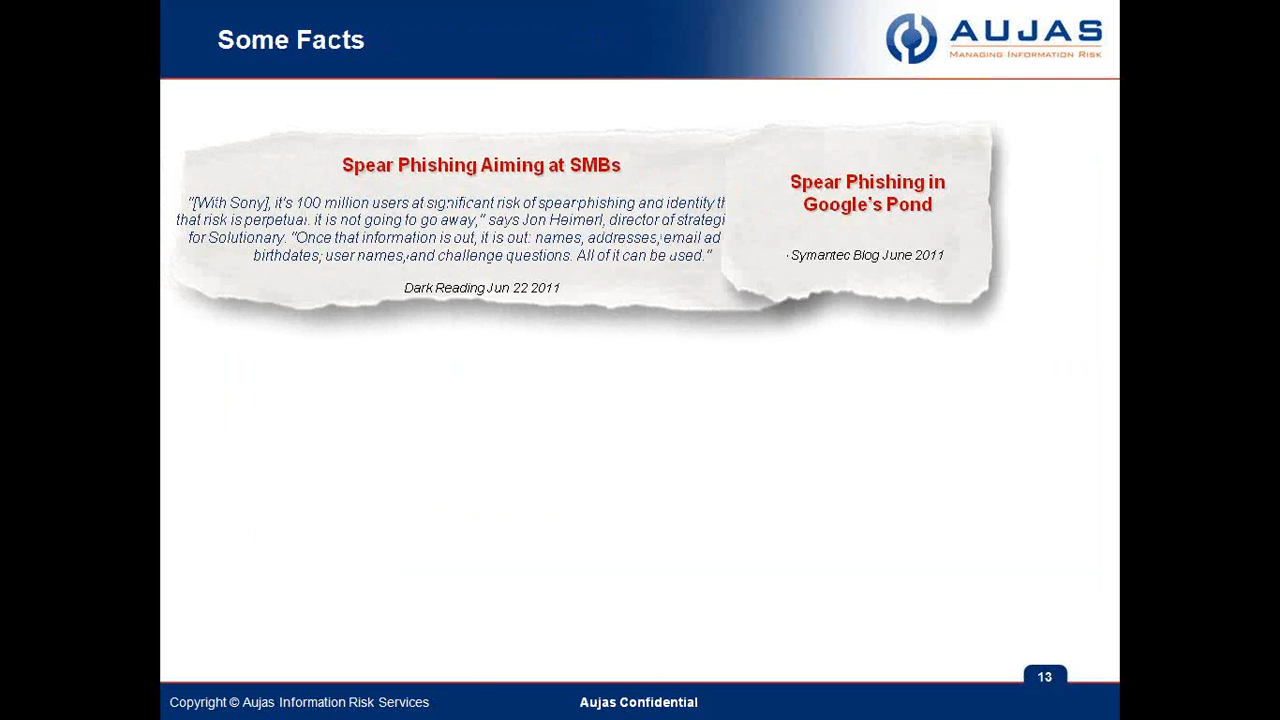 Some Facts
AUJAS
MANAGING INFORMATION RISK
Spear Phishing Aiming at SMBs
"[With Sony], it's 100 million users at significant risk of spear phishing and identity th
that risk is perpetual. it is not going to go away," says Jon Heimerl, director of strategi
for Solutionary. "Once that information is out, it is out: names, addresses, email ad
birthdates, user names, and challenge questions. All of it can be used."
Dark Reading Jun 22 2011
Spear Phishing in
Google's Pond
Symantec Blog June 2011
13
Copyright © Aujas Information Risk Services
Aujas Confidential